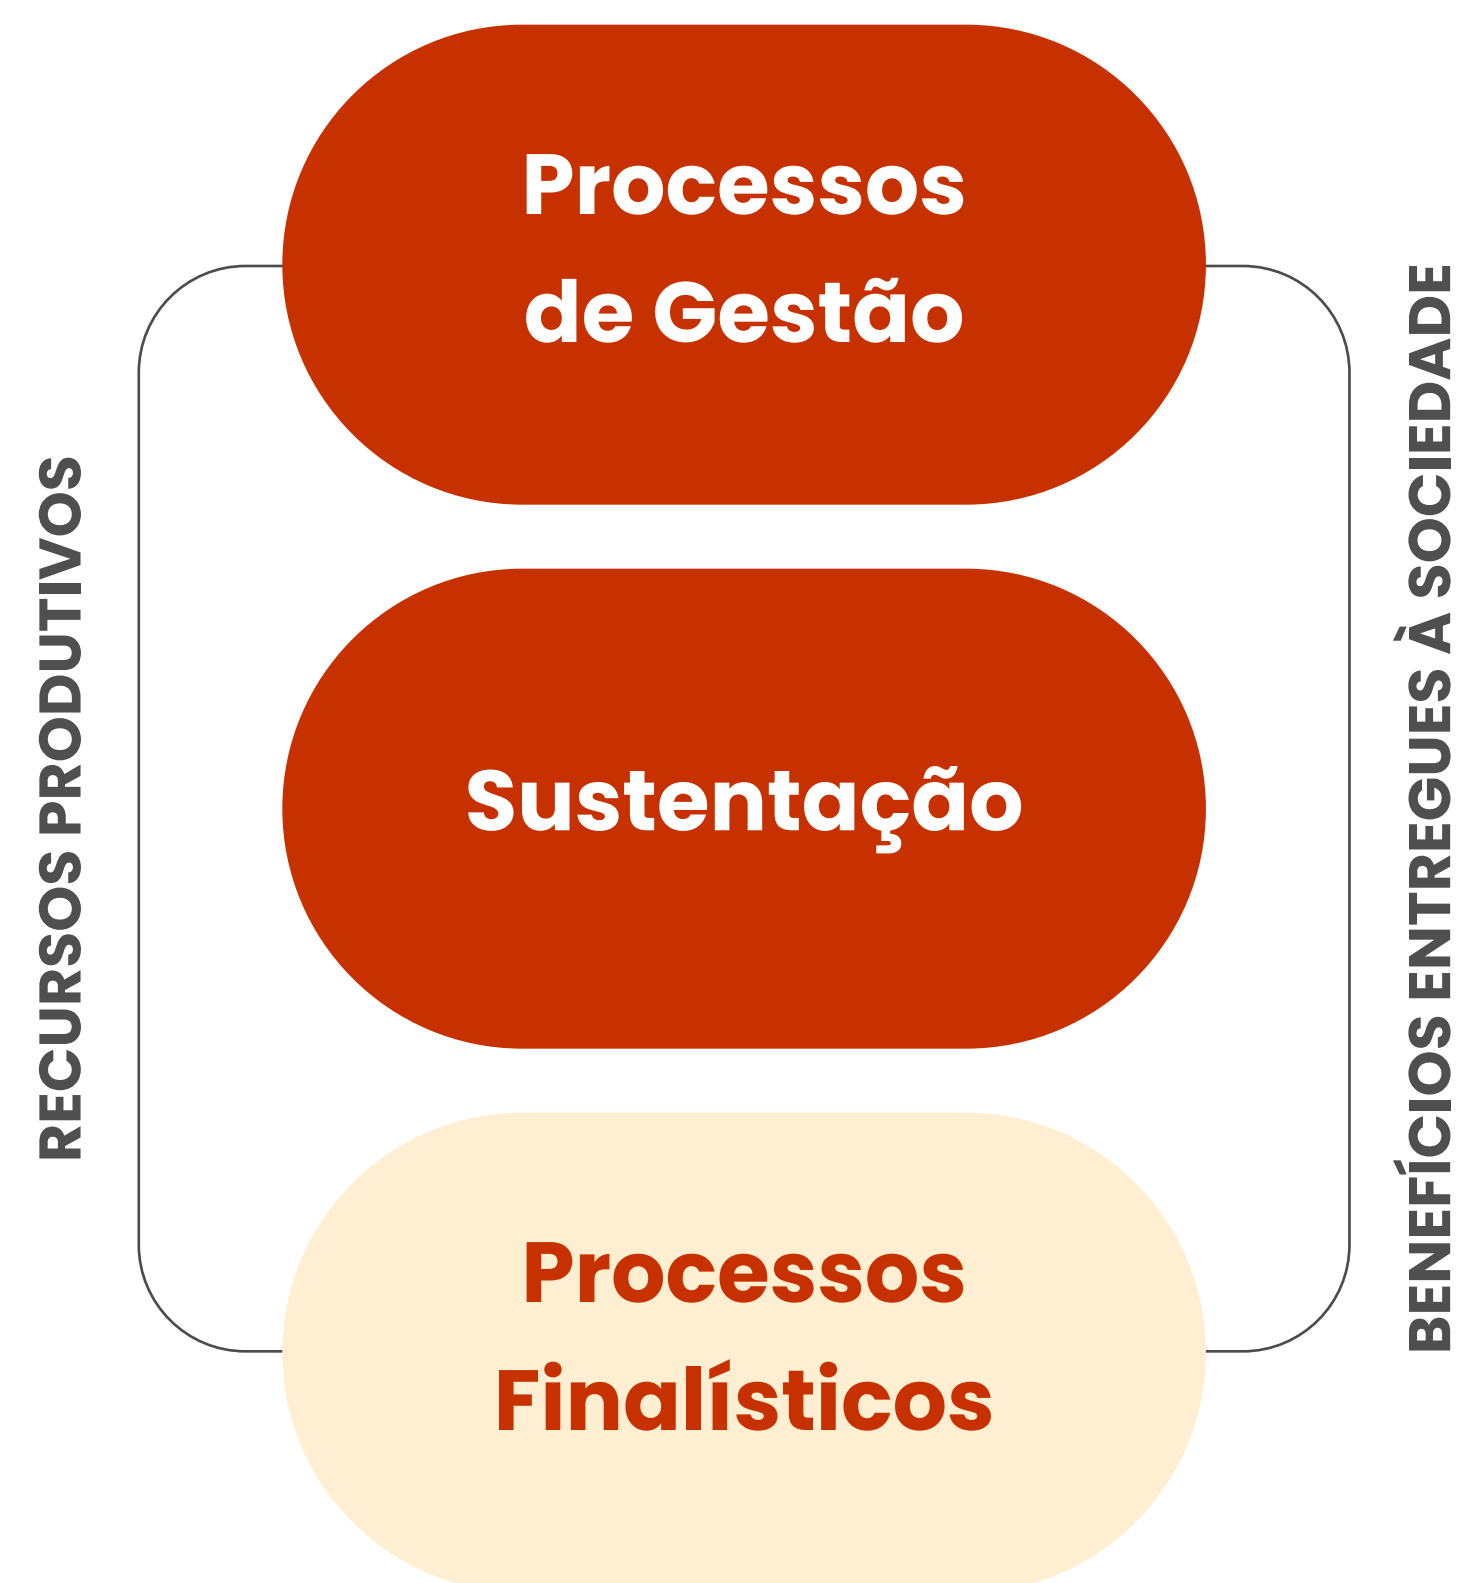 RECURSOS PRODUTIVOS
Processos
de Gestão
Sustentação
Processos
Finalísticos
BENEFÍCIOS ENTREGUES À SOCIEDADE